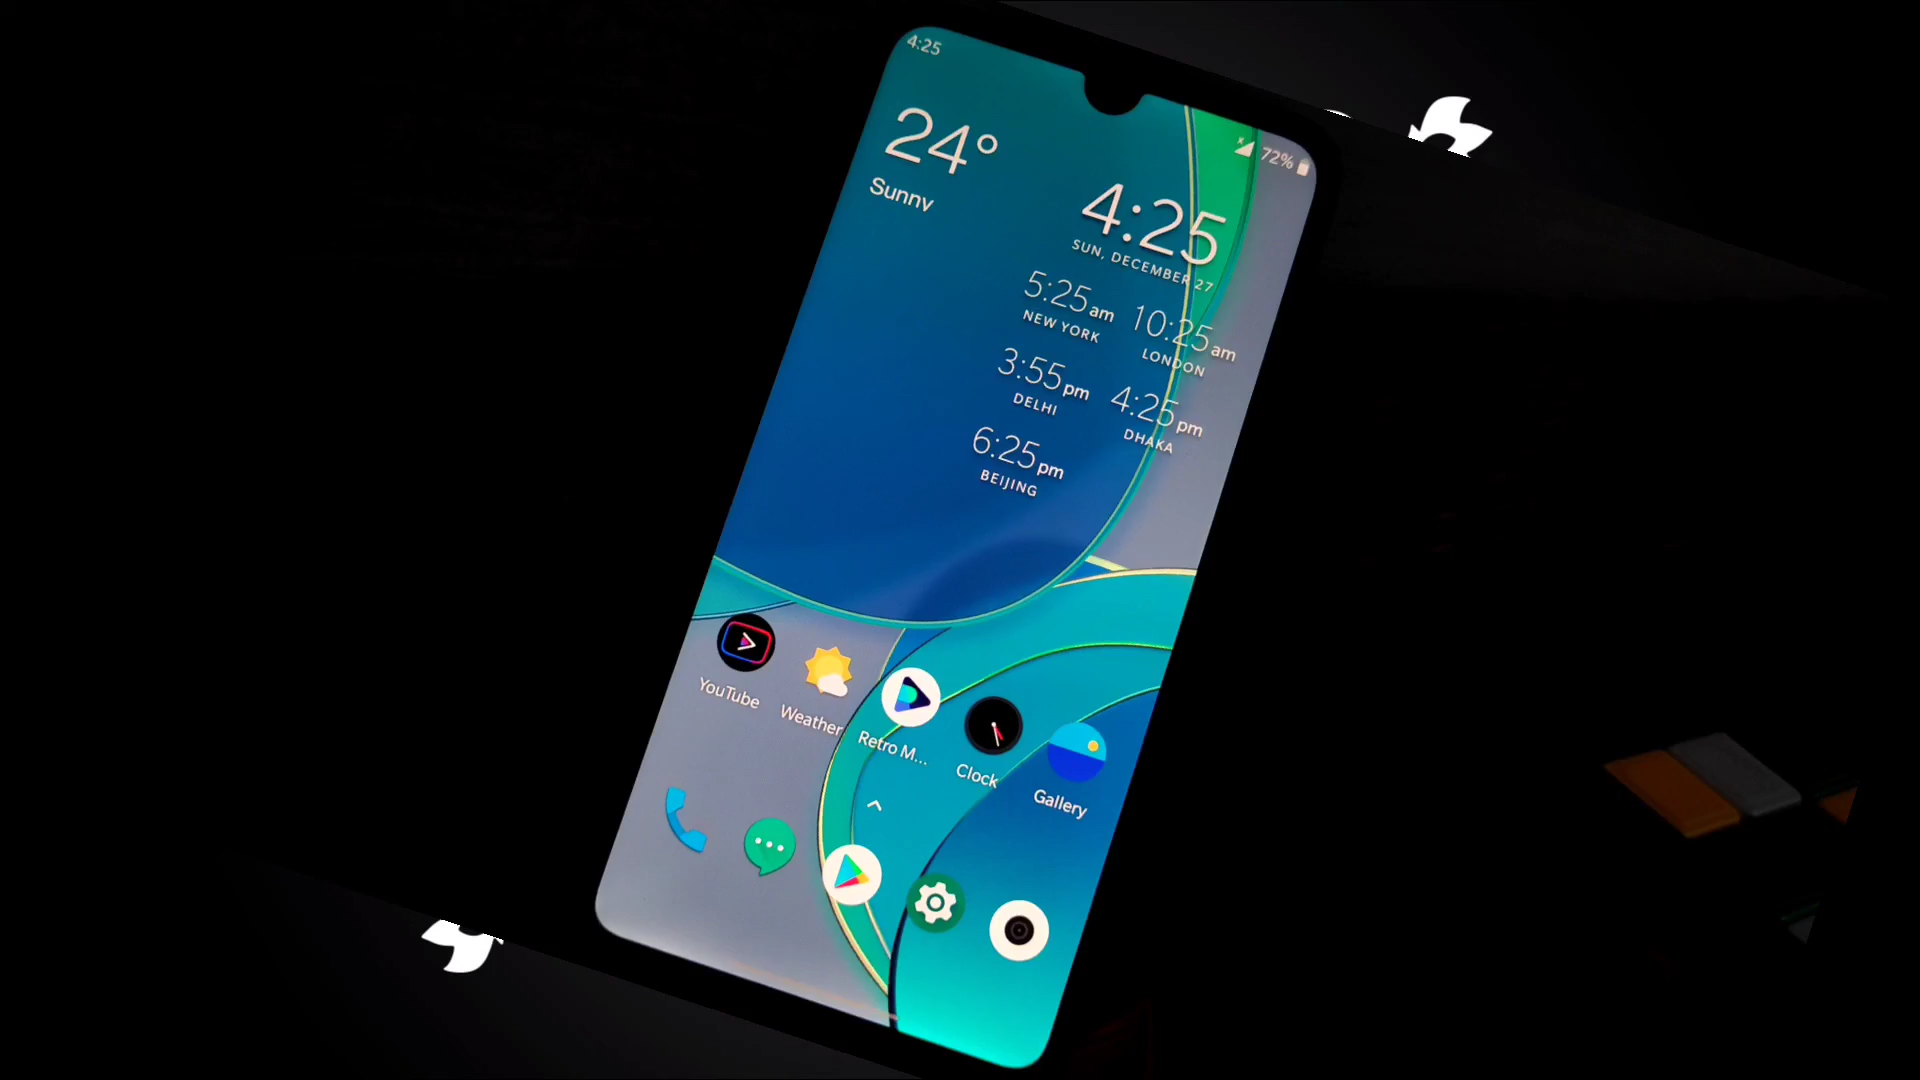 4:25
72%
24°
Sunny
4:25
SUN, DECEMBER 27
5:25am
NEW YORK
10:25am
LONDON
3:55pm
DELHI
4:25pm
DHAKA
6:25pm
BEIJING
YouTube
Weather
Retro M...
Clock
Gallery